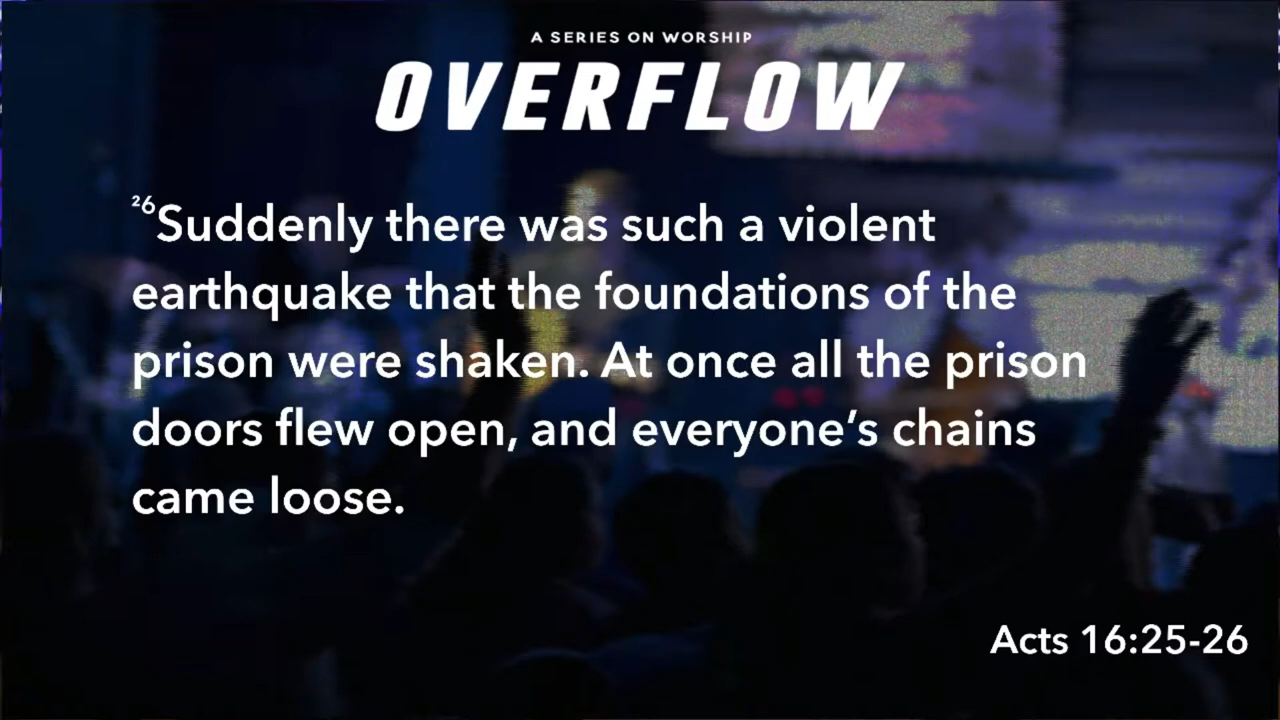 A SERIES ON WORSHIP
OVERFLOW
²⁶Suddenly there was such a violent
earthquake that the foundations of the
prison were shaken. At once all the prison
doors flew open, and everyone’s chains
came loose.
Acts 16:25-26